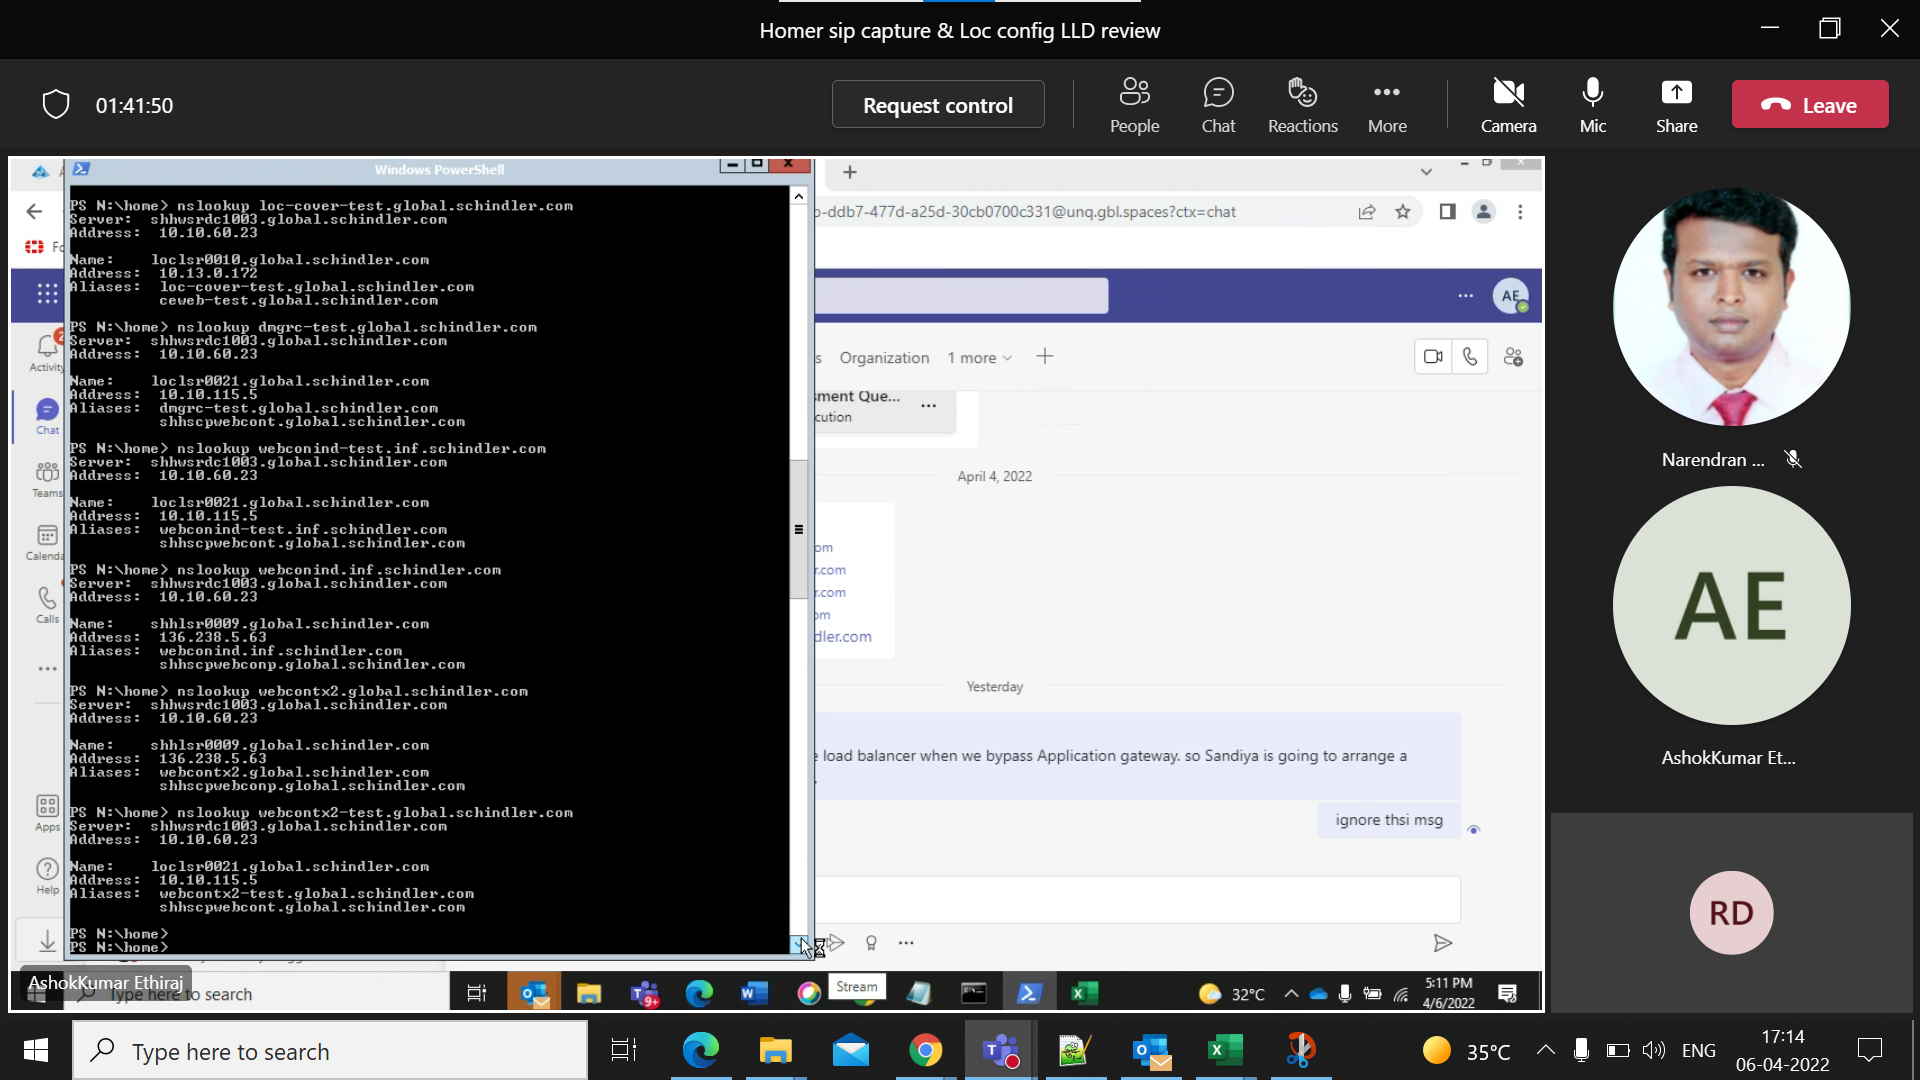 Homer sip capture & Loc config LLD review
01:41:50
Request control
People
Chat
Reactions
More
Camera
Mic
Share
Leave
Windows PowerShell
PS N:\home> nslookup loc-cover-test.global.schindler.com
Server:  shhwsrdc1003.global.schindler.com
Address:  10.10.60.23
Name:    loclsr0010.global.schindler.com
Address:  10.13.0.172
Aliases:  loc-cover-test.global.schindler.com
ceweb-test.global.schindler.com
PS N:\home> nslookup dmgrc-test.global.schindler.com
Server:  shhwsrdc1003.global.schindler.com
Address:  10.10.60.23
Name:    loclsr0021.global.schindler.com
Address:  10.10.115.5
Aliases:  dmgrc-test.global.schindler.com
shhscpwebcont.global.schindler.com
PS N:\home> nslookup webconind-test.inf.schindler.com
Server:  shhwsrdc1003.global.schindler.com
Address:  10.10.60.23
Name:    loclsr0021.global.schindler.com
Address:  10.10.115.5
Aliases:  webconind-test.inf.schindler.com
shhscpwebcont.global.schindler.com
PS N:\home> nslookup webconind.inf.schindler.com
Server:  shhwsrdc1003.global.schindler.com
Address:  10.10.60.23
Name:    shhlsr0009.global.schindler.com
Address:  136.238.5.63
Aliases:  webconind.inf.schindler.com
shhscpwebconp.global.schindler.com
PS N:\home> nslookup webcontx2.global.schindler.com
Server:  shhwsrdc1003.global.schindler.com
Address:  10.10.60.23
Name:    shhlsr0009.global.schindler.com
Address:  136.238.5.63
Aliases:  webcontx2.global.schindler.com
shhscpwebconp.global.schindler.com
PS N:\home> nslookup webcontx2-test.global.schindler.com
Server:  shhwsrdc1003.global.schindler.com
Address:  10.10.60.23
Name:    loclsr0021.global.schindler.com
Address:  10.10.115.5
Aliases:  webcontx2-test.global.schindler.com
shhscpwebcont.global.schindler.com
PS N:\home>
PS N:\home>
-ddb7-477d-a25d-30cb0700c331@unq.gbl.spaces?ctx=chat
AE
Activity
Chat
Teams
Calenda
Calls
Apps
Help
s Organization 1 more
sment Que...
cution
April 4, 2022
om
r.com
r.com
om
dler.com
Yesterday
load balancer when we bypass Application gateway. so Sandiya is going to arrange a
ignore thsi msg
AshokKumar Ethiraj
Type here to search
9+
Stream
32°C
5:11 PM
4/6/2022
Narendran ...
AE
AshokKumar Et...
RD
Type here to search
35°C
ENG
17:14
06-04-2022